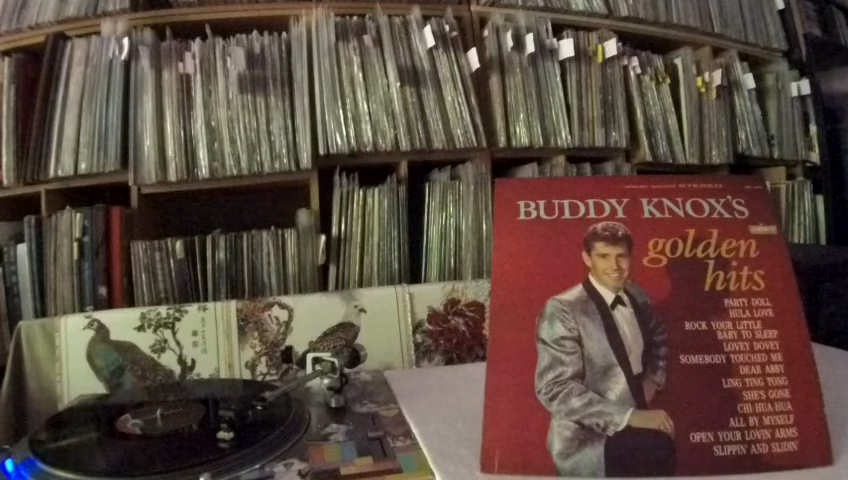 STEREO
BUDDY KNOX'S
golden
hits
PARTY DOLL
HULA LOVE
ROCK YOUR LITTLE
BABY TO SLEEP
LOVEY DOVEY
SOMEBODY TOUCHED ME
DEAR ABBY
LING TING TONG
SHE'S GONE
CHI-HUA-HUA
ALL BY MYSELF
OPEN YOUR LOVIN' ARMS
SLIPPIN' AND SLIDIN'